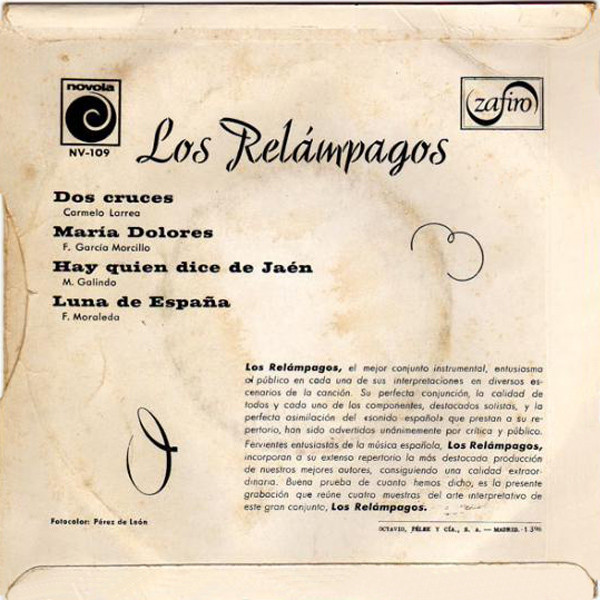 novola
NV-109
zafiro
Los Relámpagos
Dos cruces
Carmelo Larrea
María Dolores
F. García Morcillo
Hay quien dice de Jaén
M. Galindo
Luna de España
F. Moraleda
Los Relámpagos, el mejor conjunto instrumental, entusiasma
al público en cada una de sus interpretaciones en diversos es-
cenarios de la canción. Su perfecta conjunción, la calidad de
todos y cada uno de los componentes, destacados solistas, y la
perfecta asimilación del «sonido español» que prestan a su re-
pertorio, han sido advertidas unánimemente por crítica y público.
Fervientes entusiastas de la música española, Los Relámpagos,
incorporan a su extenso repertorio la más destacada producción
de nuestros mejores autores, consiguiendo una calidad extraor-
dinaria. Buena prueba de cuanto hemos dicho, es la presente
grabación que reúne cuatro muestras del arte interpretativo de
este gran conjunto, Los Relámpagos.
Fotocolor: Pérez de León
OCTAVIO, FÉLEZ Y CÍA., S. A. — MADRID.-1.396